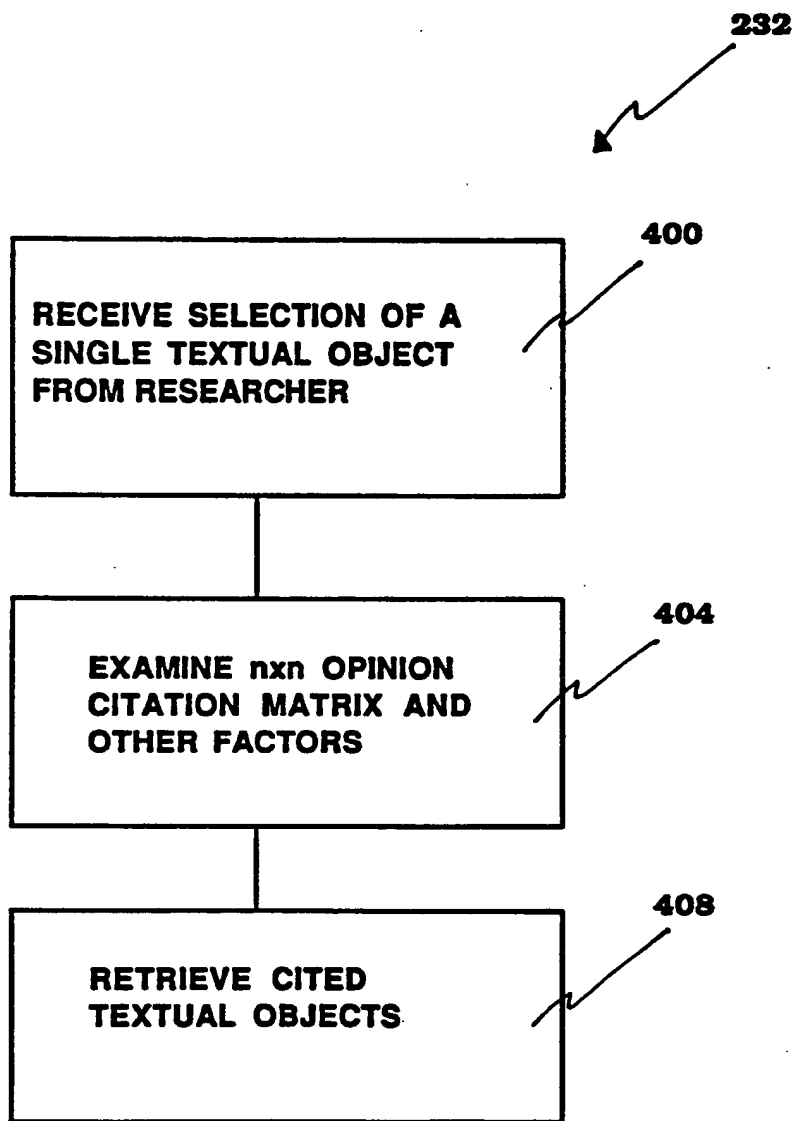 232
400
RECEIVE SELECTION OF A
SINGLE TEXTUAL OBJECT
FROM RESEARCHER
404
EXAMINE nxn OPINION
CITATION MATRIX AND
OTHER FACTORS
408
RETRIEVE CITED
TEXTUAL OBJECTS